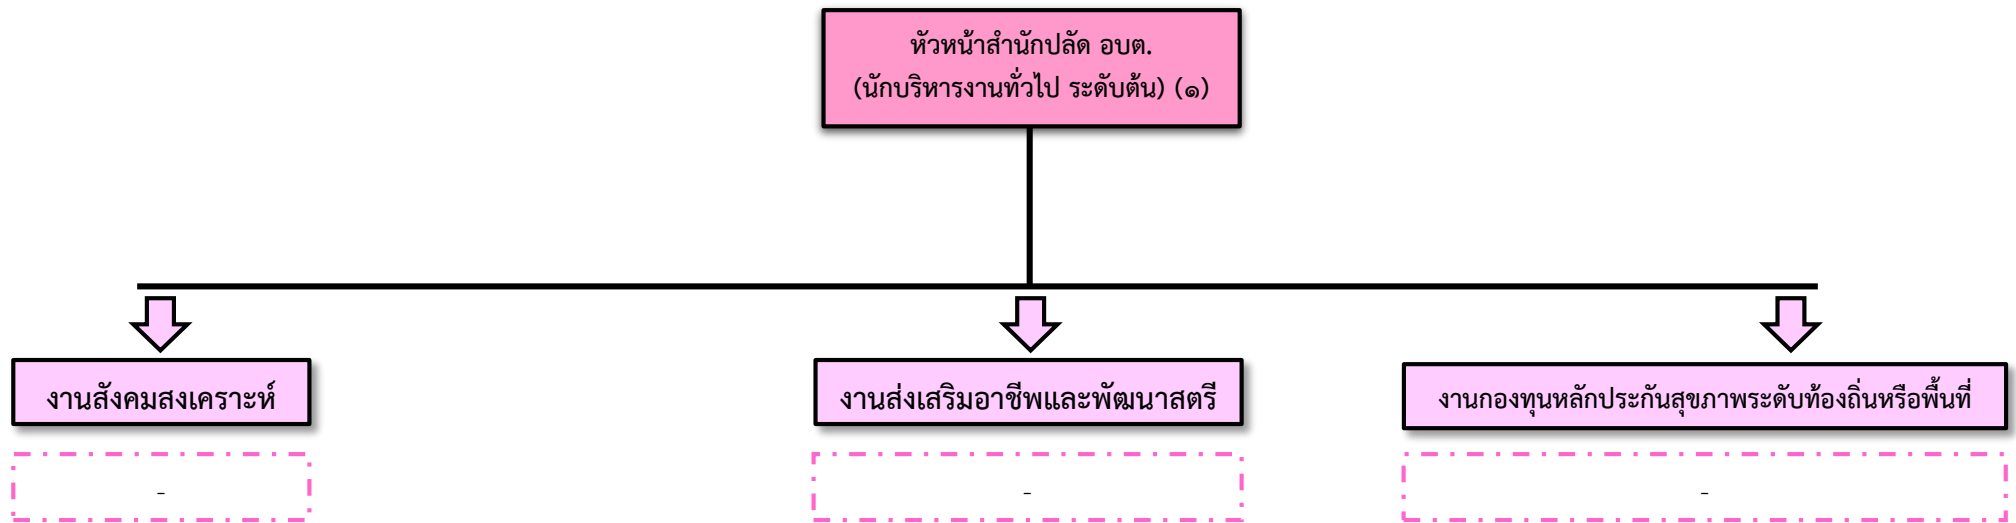 หัวหน้าสำนักปลัด อบต.
(นักบริหารงานทั่วไป ระดับต้น) (๑)
งานสังคมสงเคราะห์
งานส่งเสริมอาชีพและพัฒนาสตรี
งานกองทุนหลักประกันสุขภาพระดับท้องถิ่นหรือพื้นที่
-
-
-